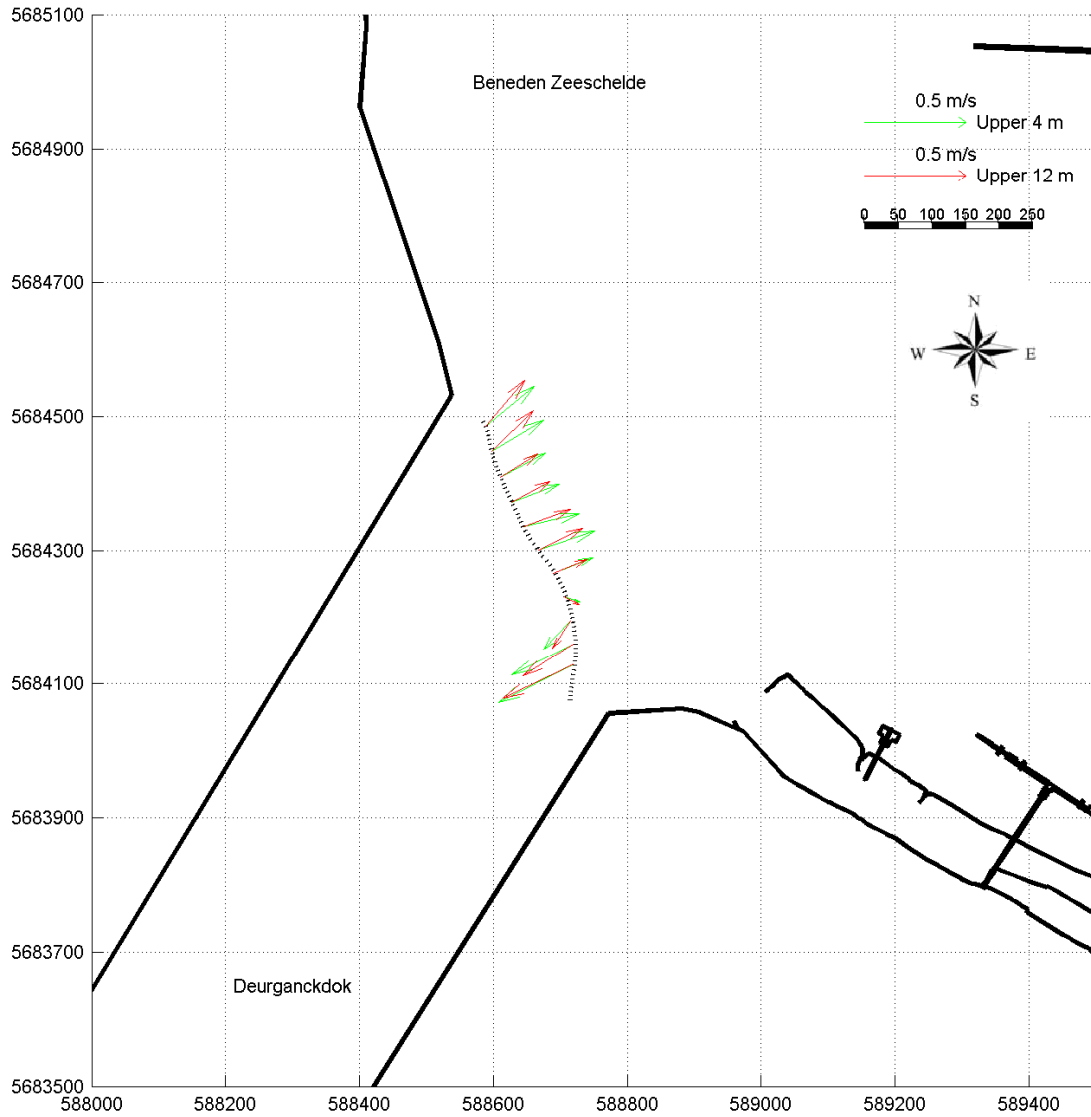 5685100
Beneden Zeeschelde
0.5 m/s
Upper 4 m
5684900
0.5 m/s
Upper 12 m
0 50 100 150 200 250
5684700
N
W E
S
5684500
5684300
5684100
5683900
5683700
Deurganckdok
5683500
588000 588200 588400 588600 588800 589000 589200 589400